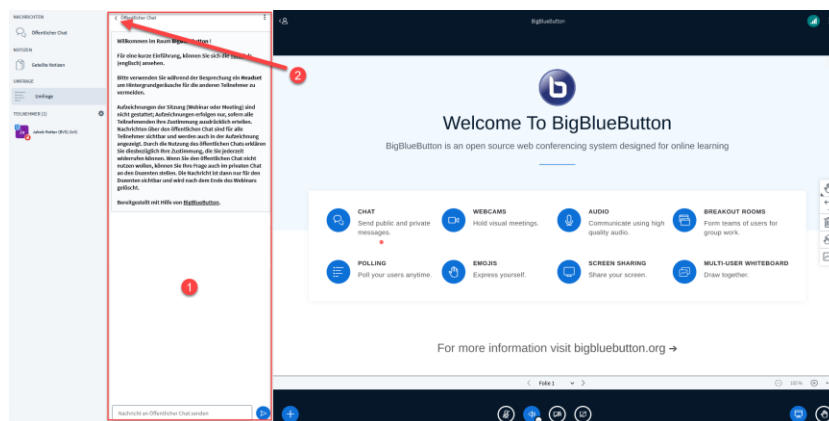 NACHRICHTEN
Öffentlicher Chat
NOTIZEN
Geteilte Notizen
UMFRAGE
Umfrage
TEILNEHMER (1)
Öffentlicher Chat
Willkommen im Raum BigBlueButton !
Für eine kurze Einführung, können Sie sich die
(englisch) ansehen.
Bitte verwenden Sie während der Besprechung ein Headset
um Hintergrundgeräusche für die anderen Teilnehmer zu
vermeiden.
Aufzeichnungen der Sitzung (Webinar oder Meeting) sind
nicht gestattet; Aufzeichnungen erfolgen nur, sofern alle
Teilnehmenden ihre Zustimmung ausdrücklich erteilen.
Nachrichten über den öffentlichen Chat sind für alle
Teilnehmer sichtbar und werden auch in der Aufzeichnung
angezeigt. Durch die Nutzung des öffentlichen Chats erklären
Sie diesbezüglich Ihre Zustimmung, die Sie jederzeit
widerrufen können. Wenn Sie den öffentlichen Chat nicht
nutzen wollen, können Sie Ihre Frage auch im privaten Chat
an den Dozenten stellen. Die Nachricht ist dann nur für den
Dozenten sichtbar und wird nach dem Ende des Webinars
gelöscht.
Bereitgestellt mit Hilfe von BigBlueButton.
1
Nachricht an Öffentlicher Chat senden
2
BigBlueButton
b
Welcome To BigBlueButton
BigBlueButton is an open source web conferencing system designed for online learning
CHAT
Send public and private
messages.
WEBCAMS
Hold visual meetings.
AUDIO
Communicate using high
quality audio.
BREAKOUT ROOMS
Form teams of users for
group work.
POLLING
Poll your users anytime.
EMOJIS
Express yourself.
SCREEN SHARING
Share your screen.
MULTI-USER WHITEBOARD
Draw together.
For more information visit bigbluebutton.org →
Folie 1
100%